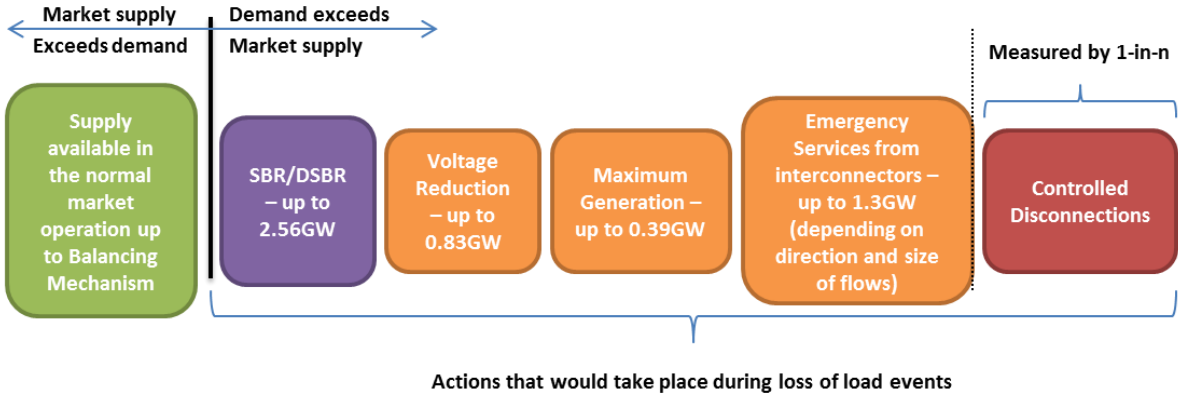 Market supply
Exceeds demand
Demand exceeds
Market supply
Measured by 1-in-n
Supply
available in
the normal
market
operation up
to Balancing
Mechanism
SBR/DSBR
– up to
2.56GW
Voltage
Reduction
– up to
0.83GW
Maximum
Generation –
up to 0.39GW
Emergency
Services from
interconnectors –
up to 1.3GW
(depending on
direction and size
of flows)
Controlled
Disconnections
Actions that would take place during loss of load events